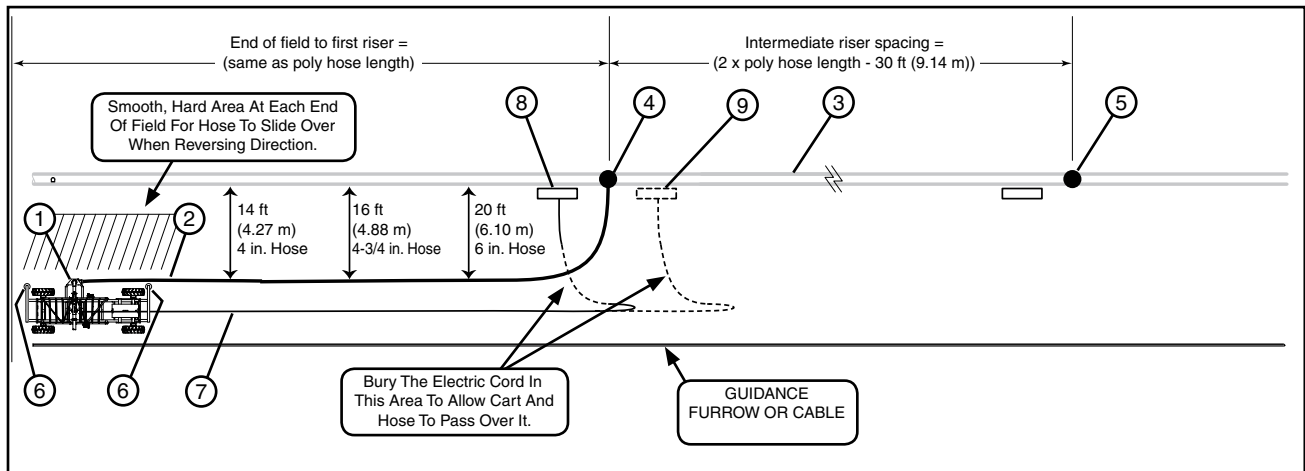 End of field to first riser =
(same as poly hose length)
Intermediate riser spacing =
(2 x poly hose length - 30 ft (9.14 m))
Smooth, Hard Area At Each End
Of Field For Hose To Slide Over
When Reversing Direction.
8
4
9
3
5
1
2
14 ft
(4.27 m)
4 in. Hose
16 ft
(4.88 m)
4-3/4 in. Hose
20 ft
(6.10 m)
6 in. Hose
6
6
7
Bury The Electric Cord In
This Area To Allow Cart And
Hose To Pass Over It.
GUIDANCE
FURROW OR CABLE